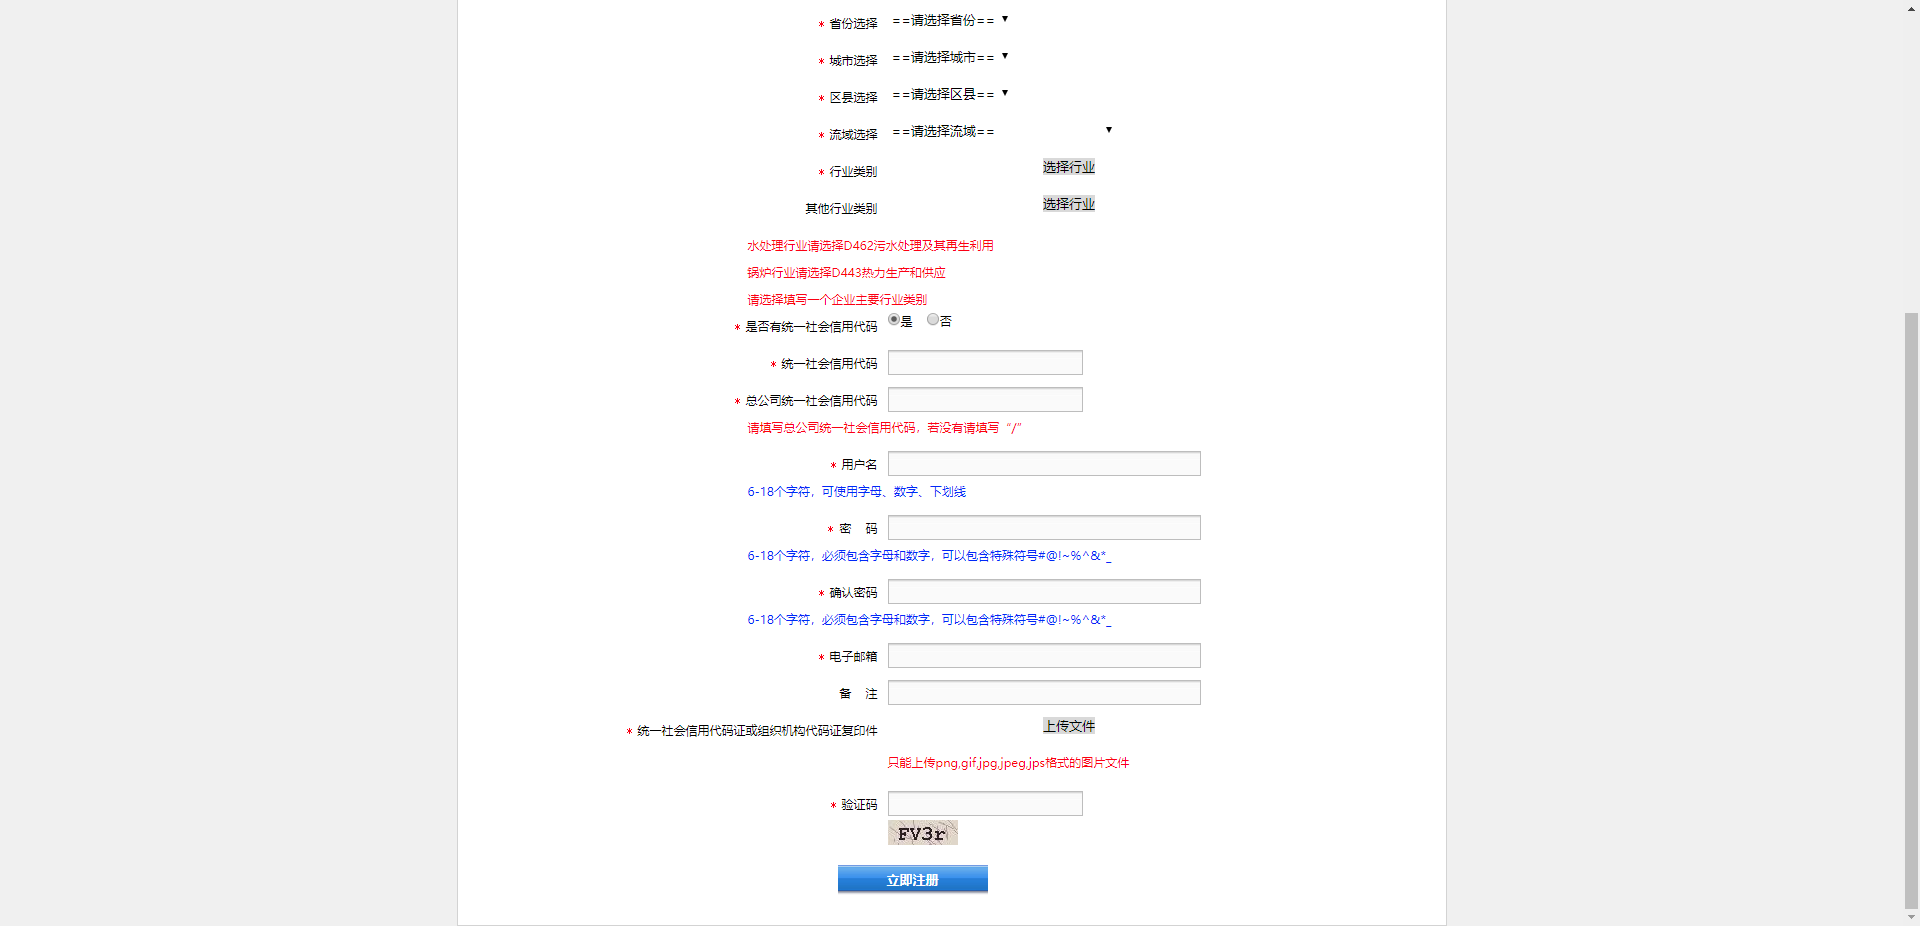 * 省份选择 ==请选择省份== ▼
* 城市选择 ==请选择城市== ▼
* 区县选择 ==请选择区县== ▼
* 流域选择 ==请选择流域== ▼
* 行业类别 选择行业
其他行业类别 选择行业
水处理行业请选择D462污水处理及其再生利用
锅炉行业请选择D443热力生产和供应
请选择填写一个企业主要行业类别
* 是否有统一社会信用代码 是 否
* 统一社会信用代码
* 总公司统一社会信用代码
请填写总公司统一社会信用代码，若没有请填写“/”
* 用户名
6-18个字符，可使用字母、数字、下划线
* 密 码
6-18个字符，必须包含字母和数字，可以包含特殊符号#@!~%^&*_
* 确认密码
6-18个字符，必须包含字母和数字，可以包含特殊符号#@!~%^&*_
* 电子邮箱
备 注
* 统一社会信用代码证或组织机构代码证复印件 上传文件
只能上传png,gif,jpg,jpeg,jps格式的图片文件
* 验证码
FV3r
立即注册